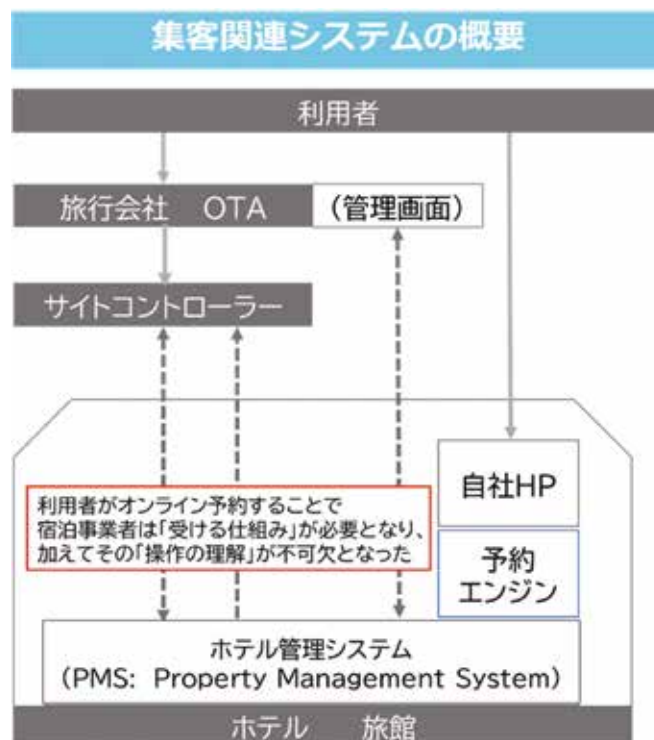 集客関連システムの概要
利用者
旅行会社 OTA
(管理画面)
サイトコントローラー
自社HP
利用者がオンライン予約することで
宿泊事業者は「受ける仕組み」が必要となり、
加えてその「操作の理解」が不可欠となった
予約
エンジン
ホテル管理システム
(PMS: Property Management System)
ホテル 旅館